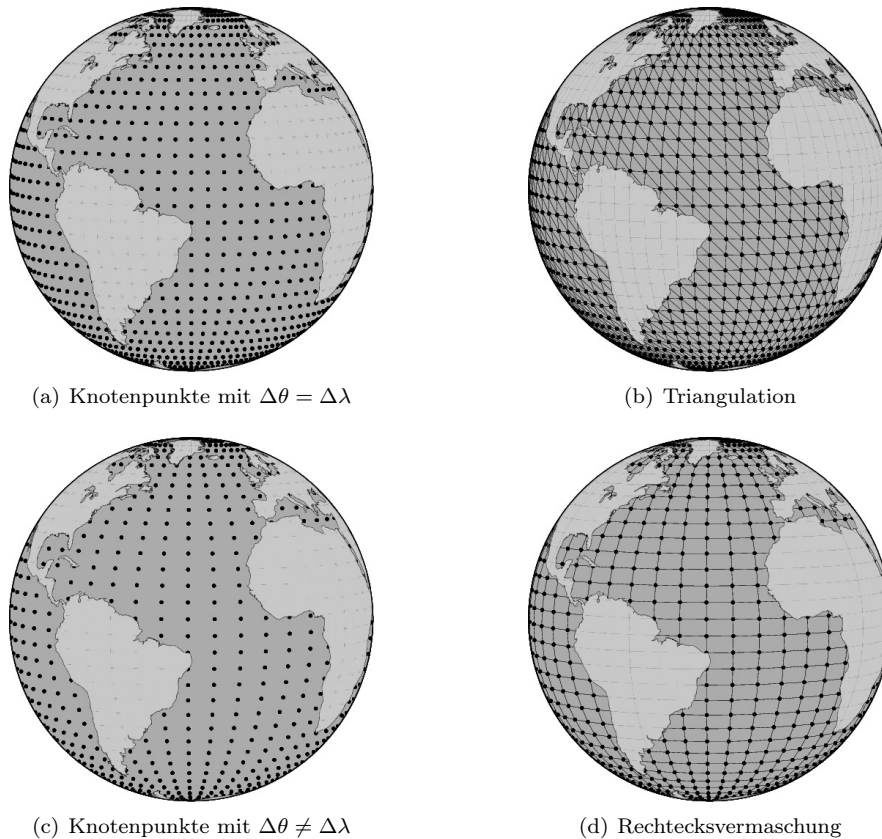 (a) Knotenpunkte mit Δθ = Δλ
(b) Triangulation
(c) Knotenpunkte mit Δθ ≠ Δλ
(d) Rechtecksvermaschung